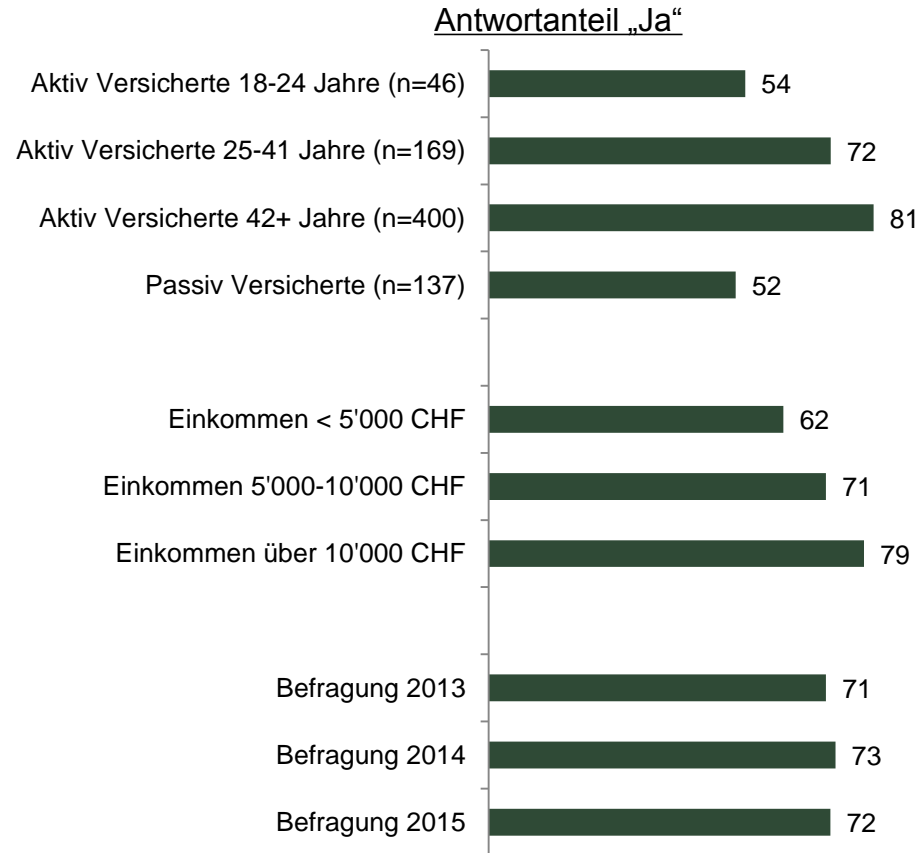 Antwortanteil „Ja“
Aktiv Versicherte 18-24 Jahre (n=46) 54
Aktiv Versicherte 25-41 Jahre (n=169) 72
Aktiv Versicherte 42+ Jahre (n=400) 81
Passiv Versicherte (n=137) 52
Einkommen < 5'000 CHF 62
Einkommen 5'000-10'000 CHF 71
Einkommen über 10'000 CHF 79
Befragung 2013 71
Befragung 2014 73
Befragung 2015 72